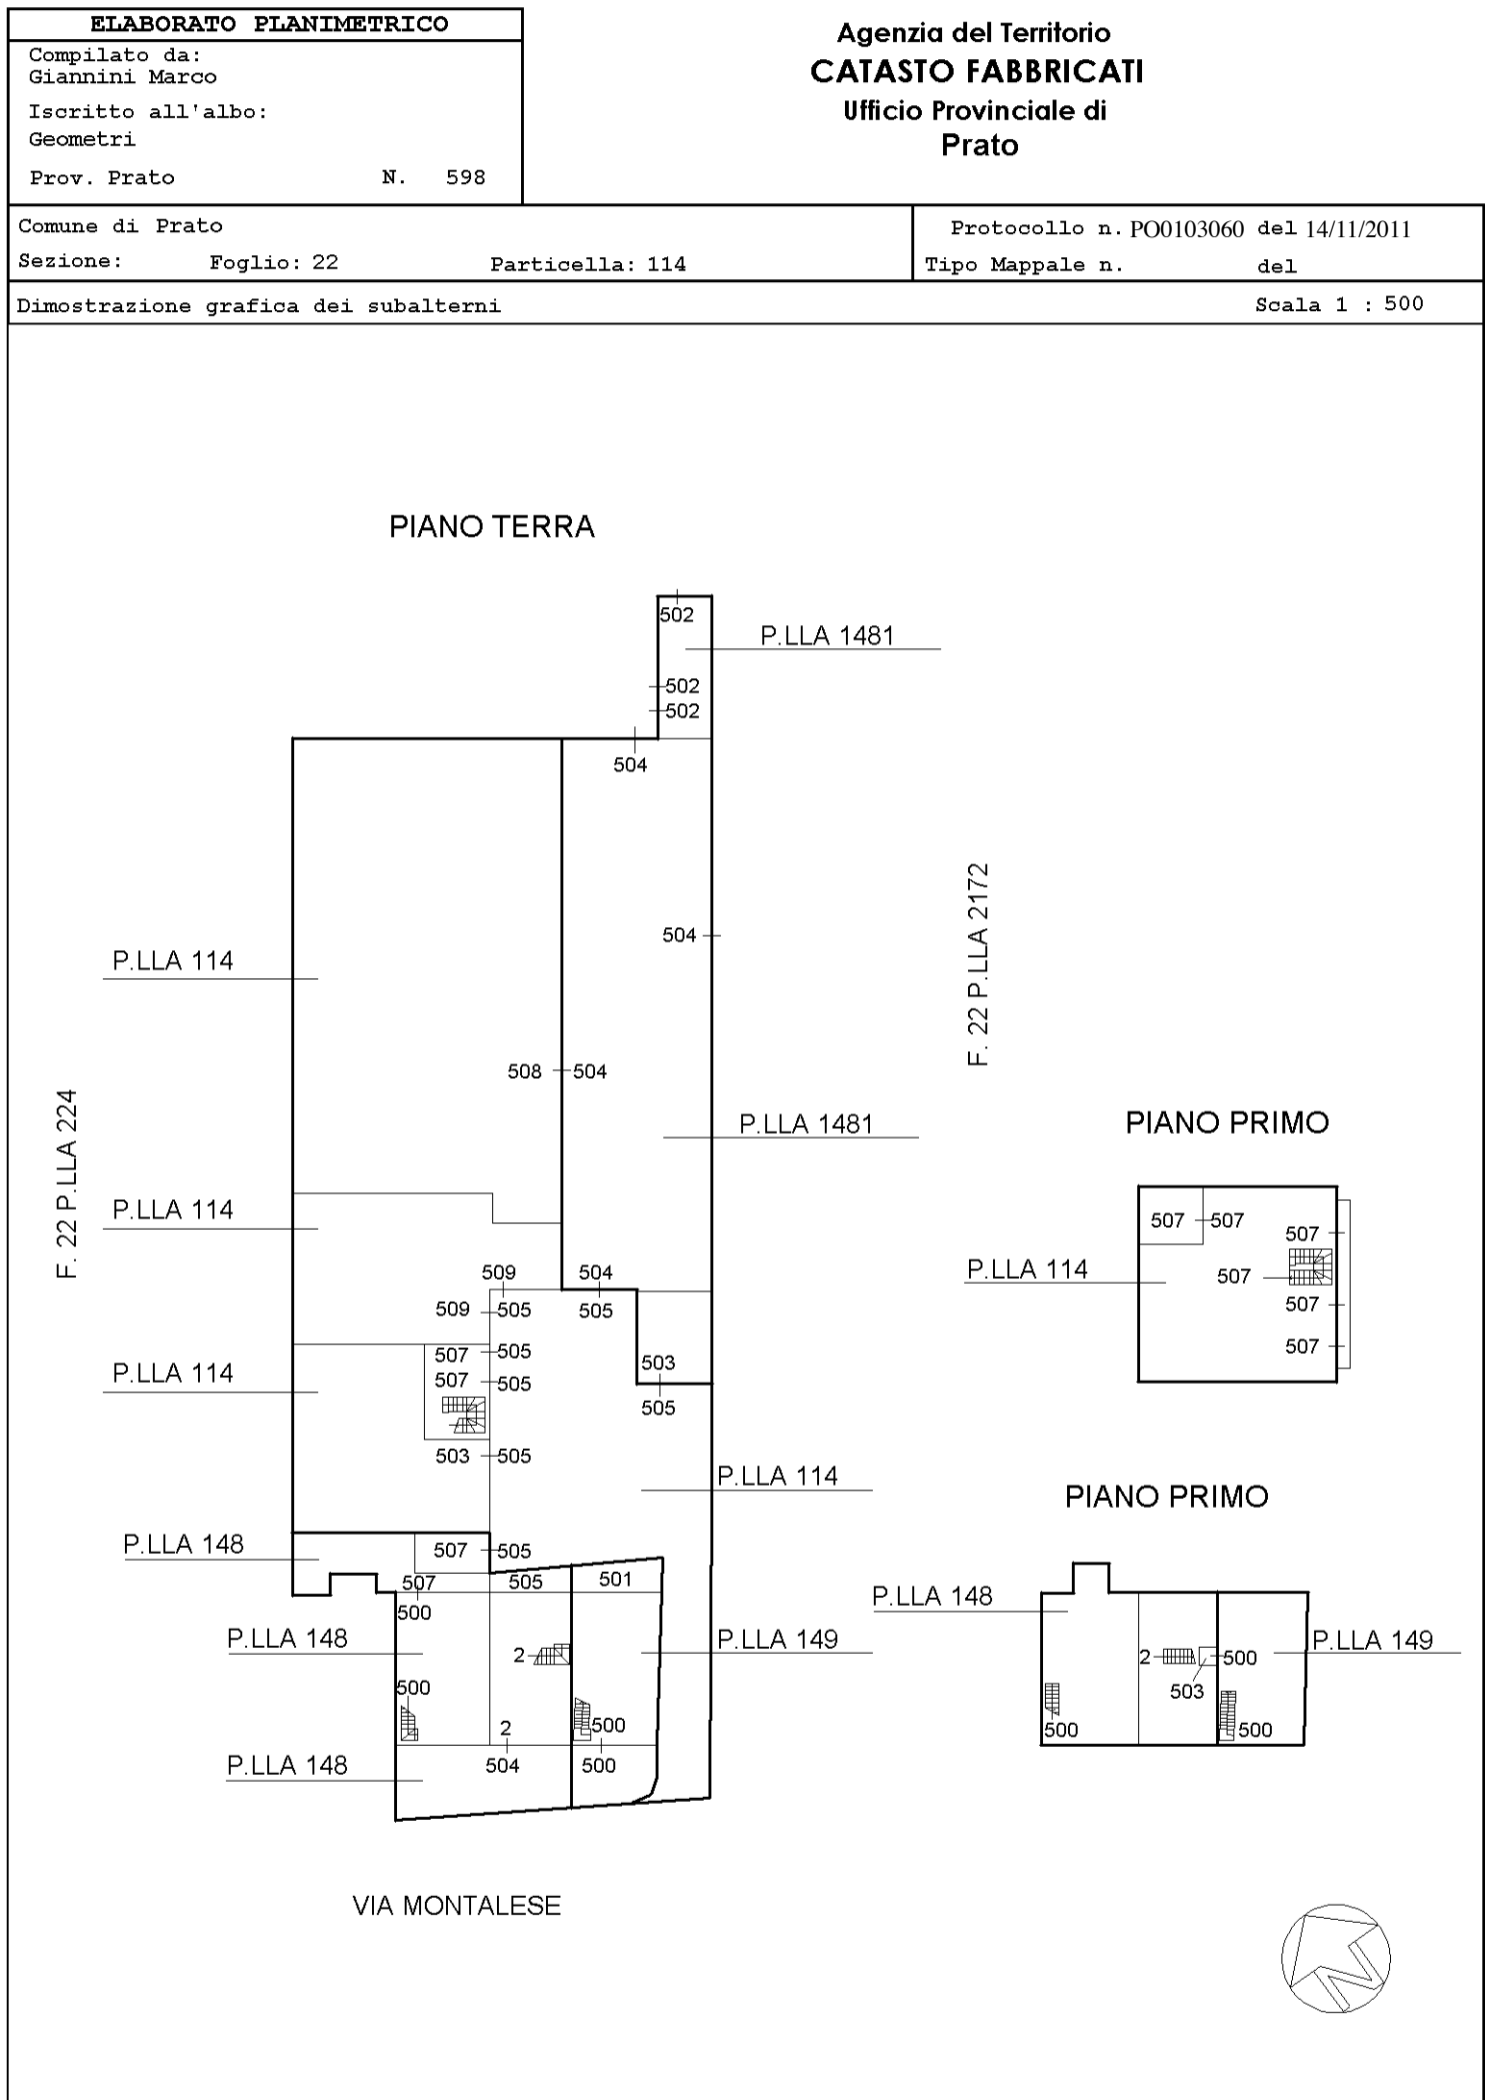 ELABORATO PLANIMETRICO
Compilato da:
Giannini Marco
Iscritto all'albo:
Geometri
Prov. Prato N. 598
Agenzia del Territorio
CATASTO FABBRICATI
Ufficio Provinciale di
Prato
Comune di Prato
Sezione: Foglio: 22 Particella: 114
Protocollo n. PO0103060 del 14/11/2011
Tipo Mappale n. del
Dimostrazione grafica dei subalterni Scala 1 : 500
PIANO TERRA
502
P.LLA 1481
502
502
504
504
F. 22 P.LLA 2172
P.LLA 114
508 504
P.LLA 1481
F. 22 P.LLA 224
P.LLA 114
509 504
509 505 505
507 505
503
P.LLA 114
507 505
505
503 505
P.LLA 114
P.LLA 148
507 505
507 505 501
500
P.LLA 148
2
P.LLA 149
500
2 500
504 500
P.LLA 148
VIA MONTALESE
PIANO PRIMO
507 507
507
P.LLA 114
507
507
507
PIANO PRIMO
P.LLA 148
P.LLA 149
2 500
503
500 500
N